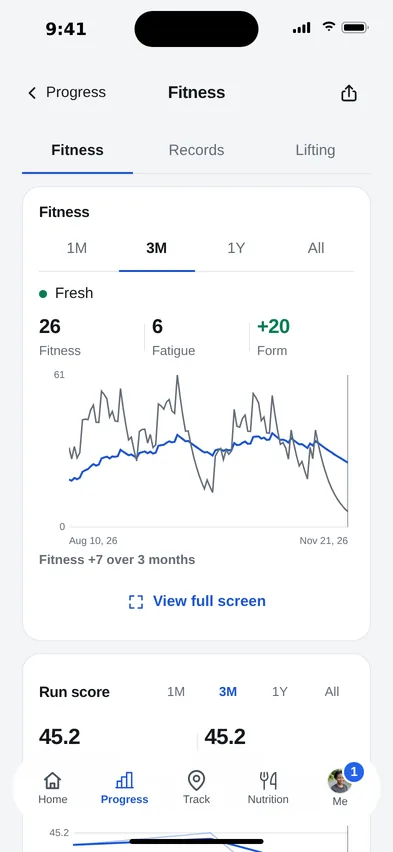 9:41
Progress
Fitness
Fitness Records Lifting
Fitness
1M 3M 1Y All
Fresh
26 6 +20
Fitness Fatigue Form
61
0
Aug 10, 26 Nov 21, 26
Fitness +7 over 3 months
View full screen
Run score 1M 3M 1Y All
45.2 45.2
1
Home Progress Track Nutrition Me
45.2